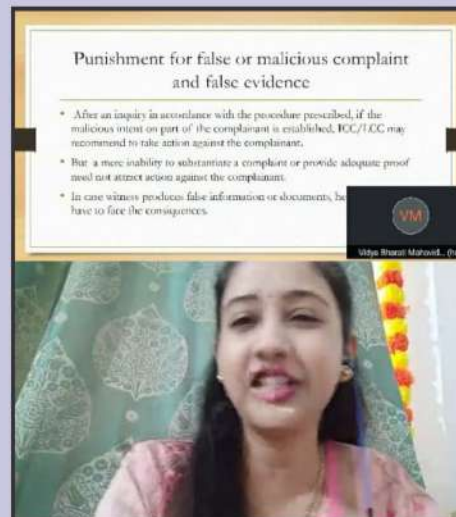 Punishment for false or malicious complaint
and false evidence
• After an inquiry in accordance with the procedure prescribed, if the
malicious intent on part of the complainant is established, ICC/LCC may
recommend to take action against the complainant.
• But a mere inability to substantiate a complaint or provide adequate proof
need not attract action against the complainant.
• In case witness produces false information or documents, he
have to face the consequences.
VM
Vidya Bharati Mahavidl... (h